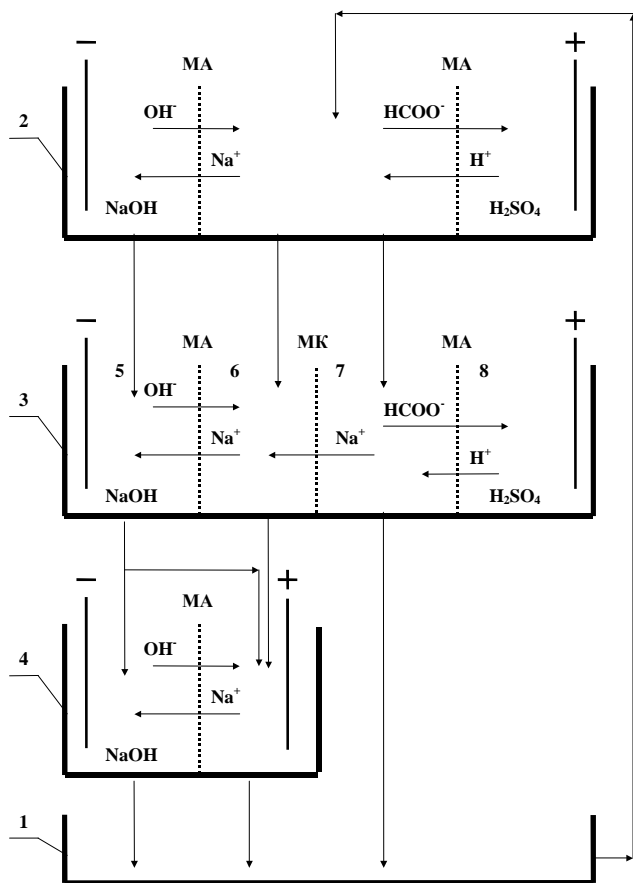 − +
МА МА
2 OH⁻ HCOO⁻
Na⁺ H⁺
NaOH H₂SO₄
− +
МА МК МА
5 6 7 8
3 OH⁻ HCOO⁻
Na⁺ Na⁺ H⁺
NaOH H₂SO₄
− +
МА
4 OH⁻
Na⁺
NaOH
1